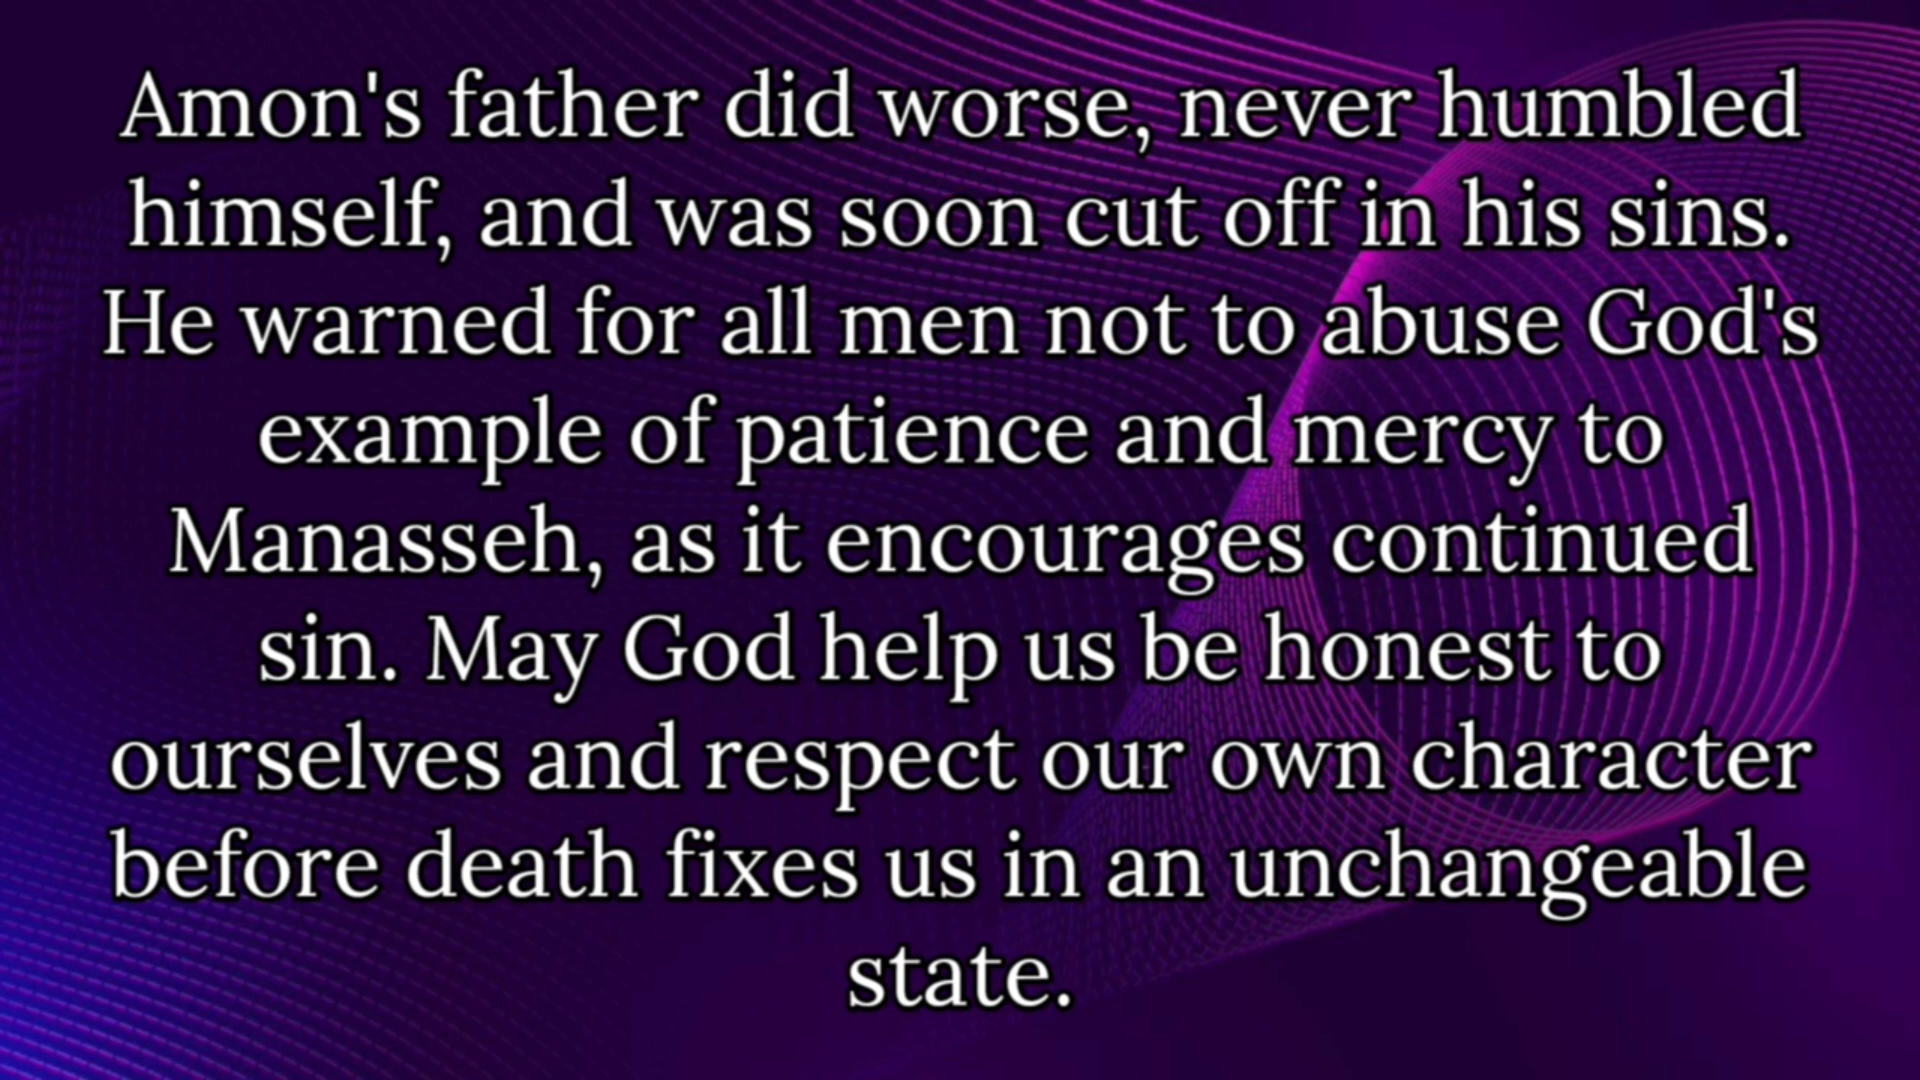 Amon's father did worse, never humbled
himself, and was soon cut off in his sins.
He warned for all men not to abuse God's
example of patience and mercy to
Manasseh, as it encourages continued
sin. May God help us be honest to
ourselves and respect our own character
before death fixes us in an unchangeable
state.